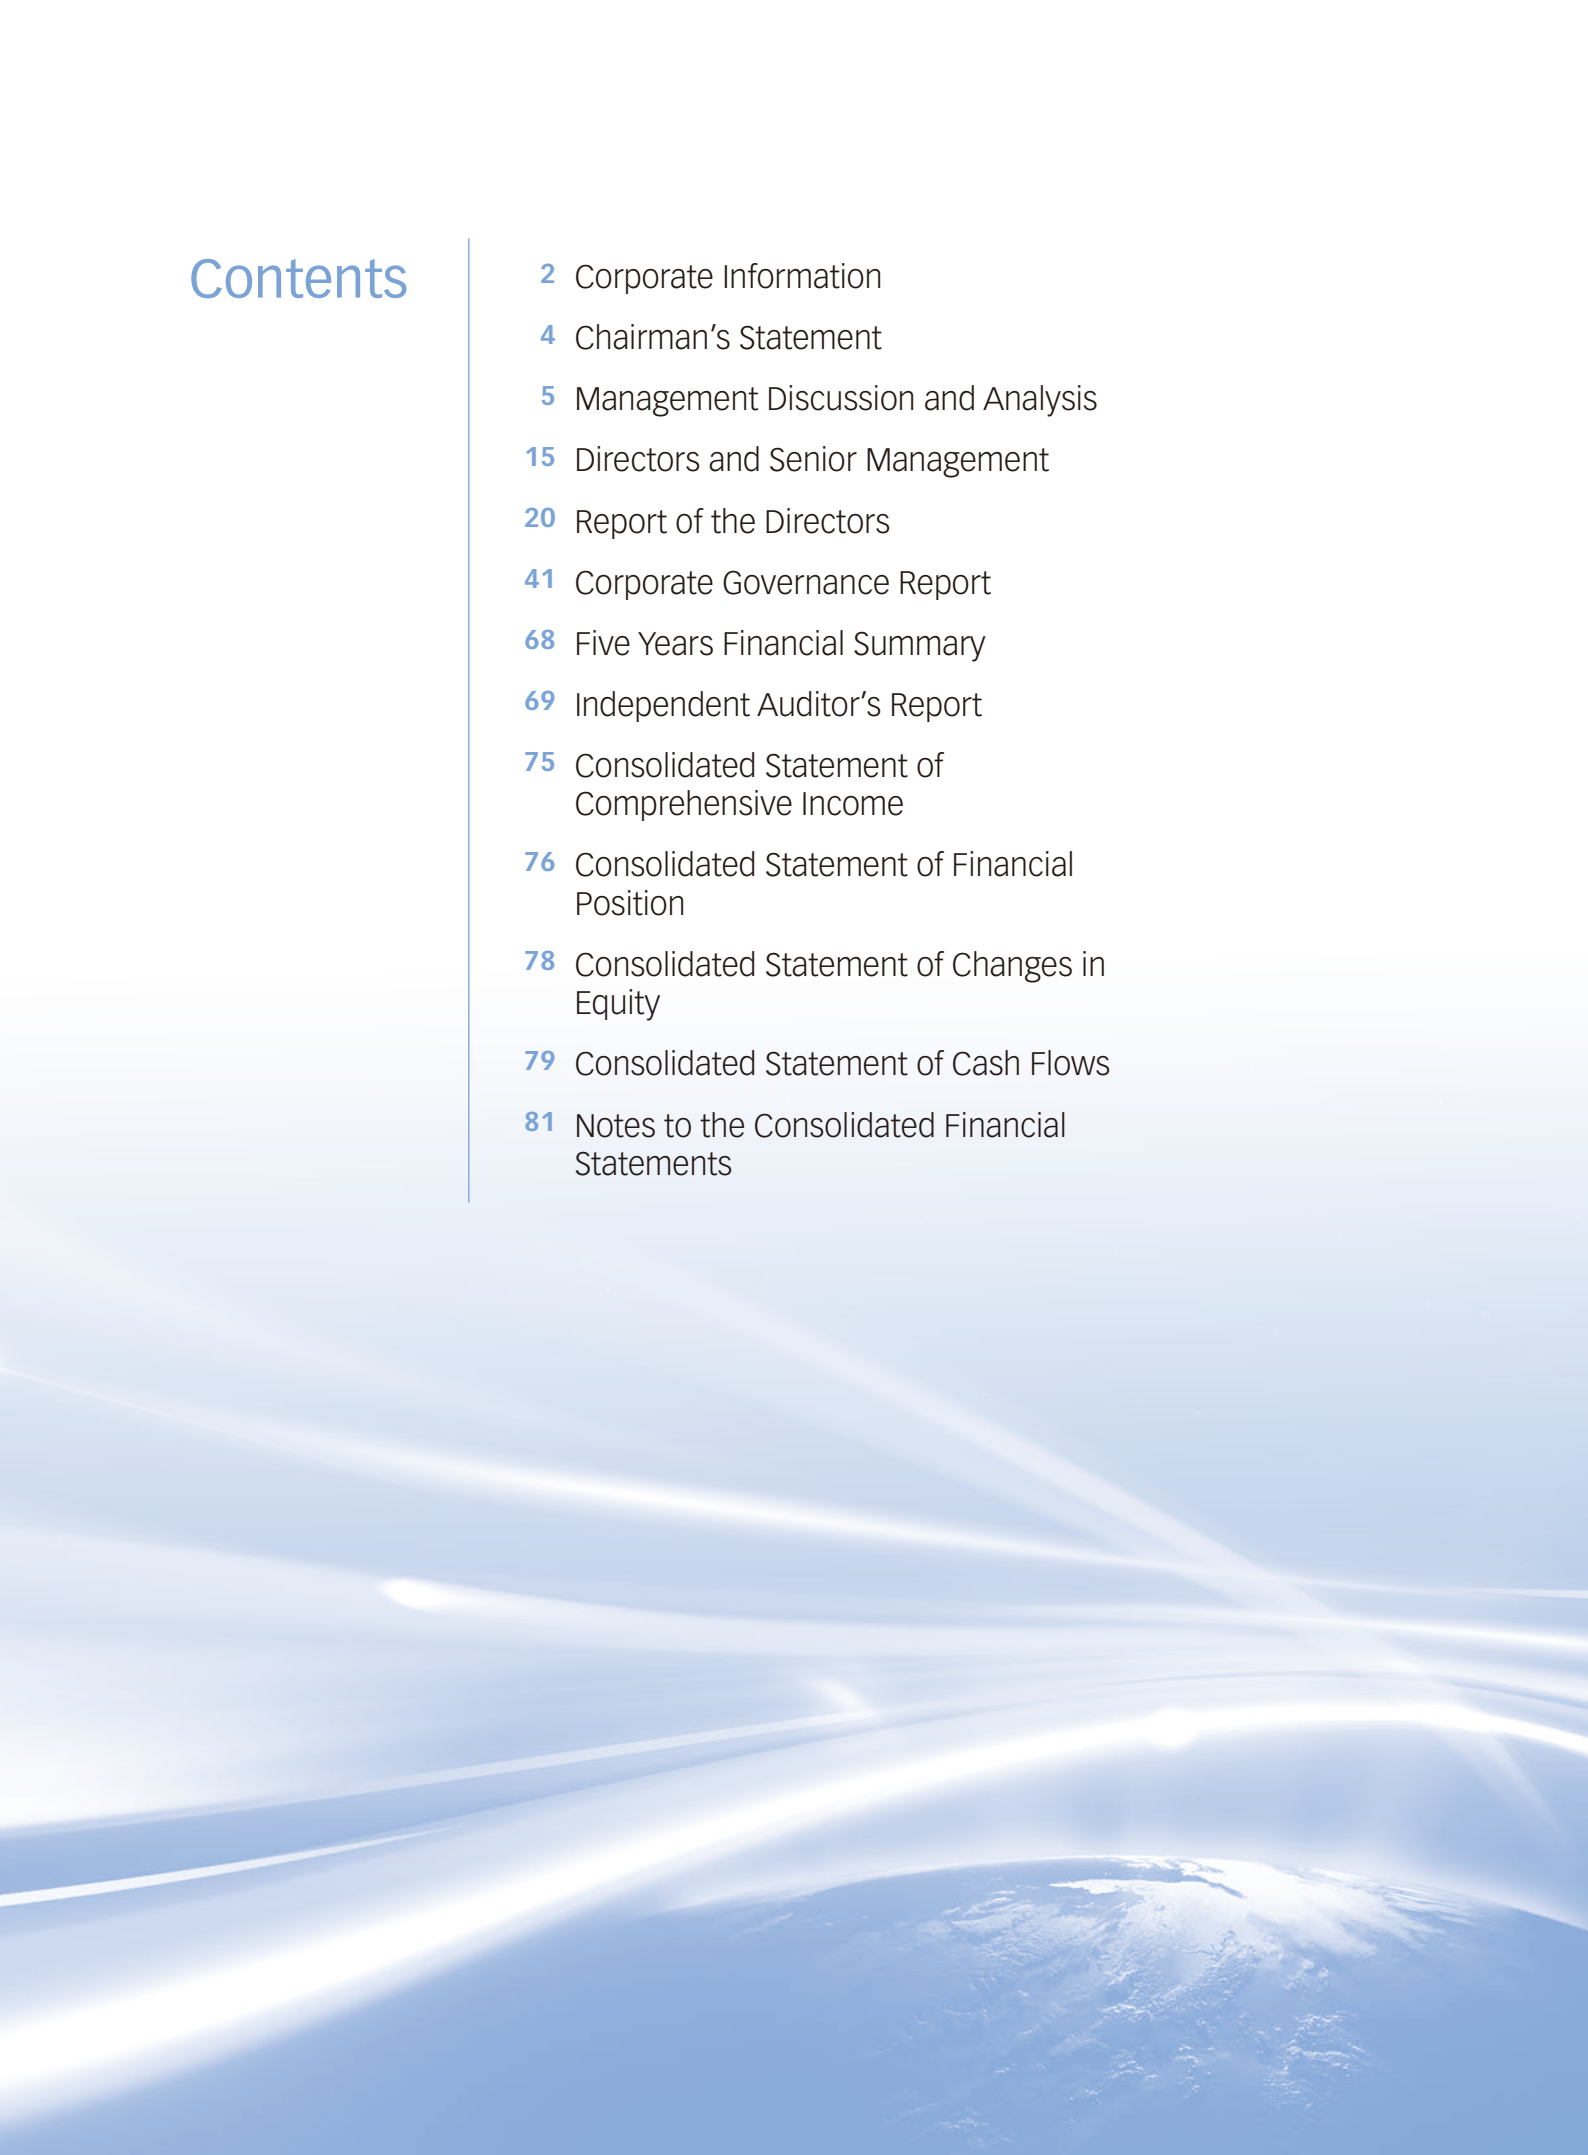 Contents
2 Corporate Information
4 Chairman’s Statement
5 Management Discussion and Analysis
15 Directors and Senior Management
20 Report of the Directors
41 Corporate Governance Report
68 Five Years Financial Summary
69 Independent Auditor’s Report
75 Consolidated Statement of
Comprehensive Income
76 Consolidated Statement of Financial
Position
78 Consolidated Statement of Changes in
Equity
79 Consolidated Statement of Cash Flows
81 Notes to the Consolidated Financial
Statements